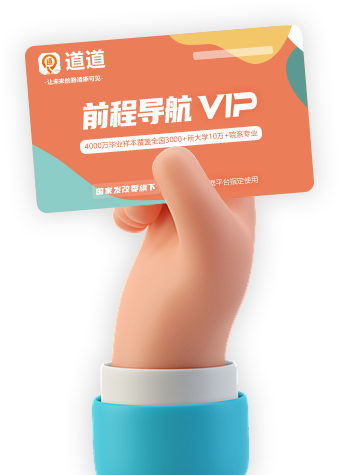 道道
-让未来的路清晰可见-
前程导航 VIP
4000万毕业样本覆盖全国3000+所大学10万+院系专业
国家发改委旗下
平台指定使用